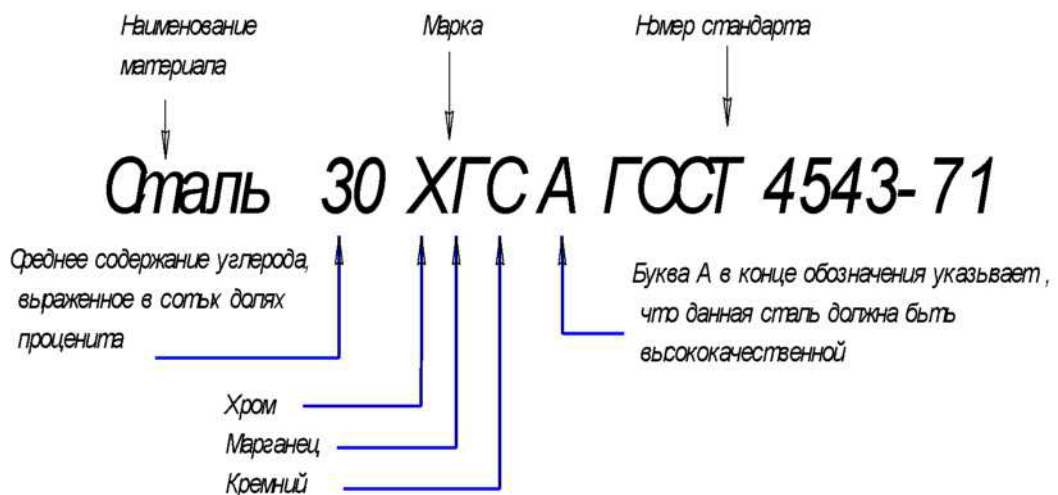 Наименование
материала
Марка
Номер стандарта
Сталь 30 ХГС А ГОСТ 4543-71
Среднее содержание углерода,
выраженное в сотых долях
проценита
Буква А в конце обозначения указывает,
что данная сталь должна быть
высококачественной
Хром
Марганец
Кремний